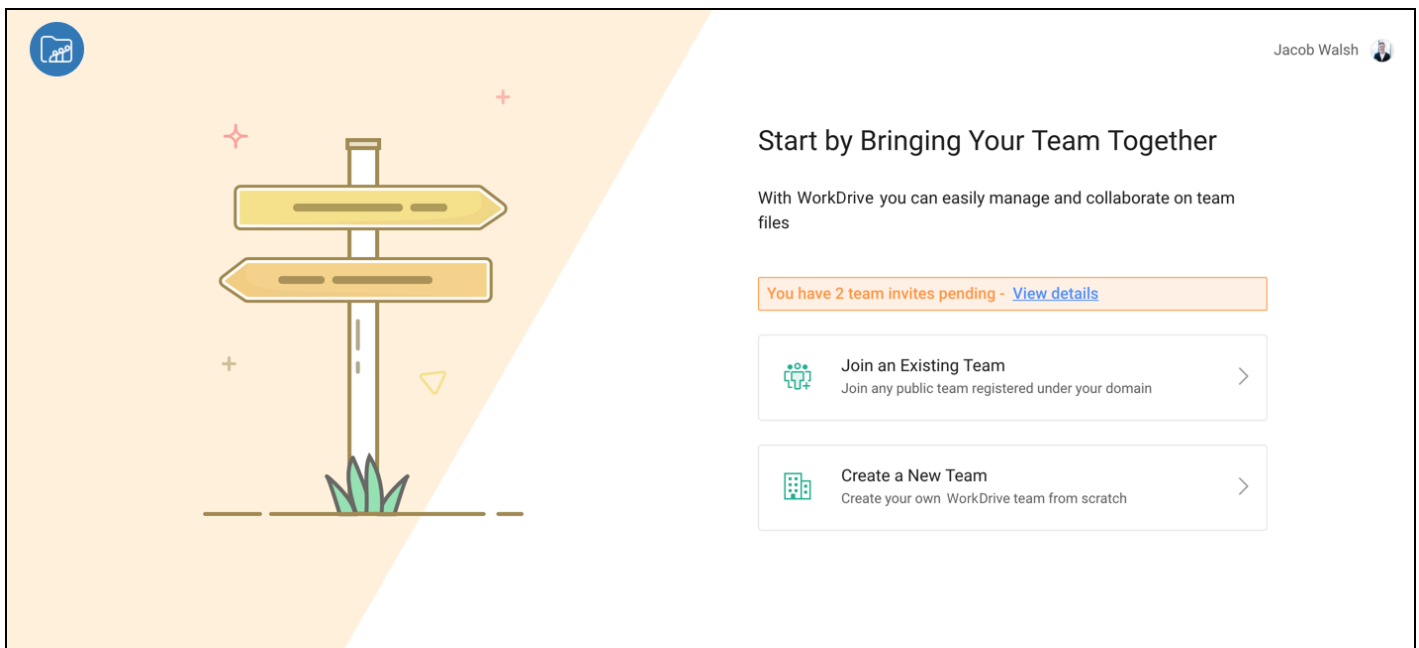 Jacob Walsh
Start by Bringing Your Team Together
With WorkDrive you can easily manage and collaborate on team
files
You have 2 team invites pending - View details
Join an Existing Team
Join any public team registered under your domain
Create a New Team
Create your own WorkDrive team from scratch